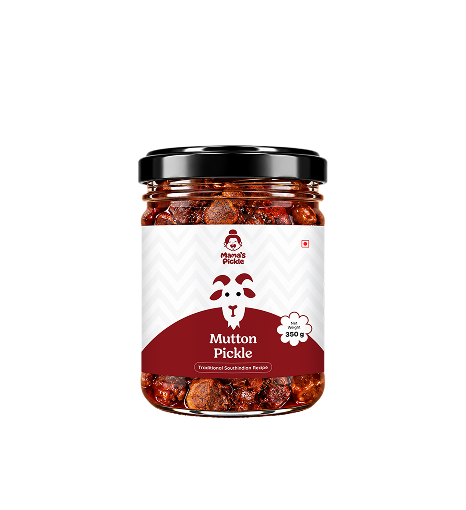 Mama's
Pickle
Net
Weight
350 g
Mutton
Pickle
Traditional Southindian Recipe